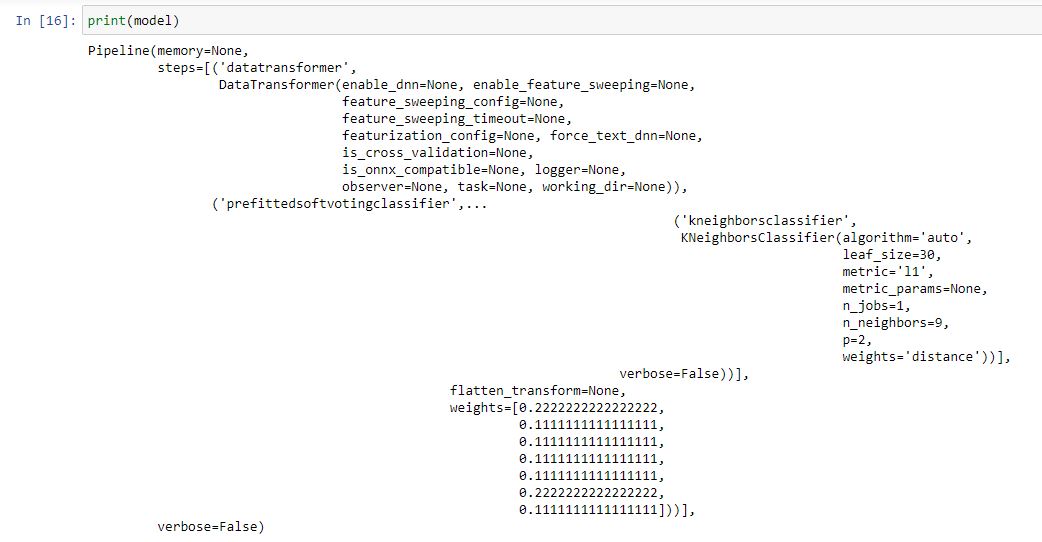 In [16]: print(model)
Pipeline(memory=None,
steps=[('datatransformer',
DataTransformer(enable_dnn=None, enable_feature_sweeping=None,
feature_sweeping_config=None,
feature_sweeping_timeout=None,
featurization_config=None, force_text_dnn=None,
is_cross_validation=None,
is_onnx_compatible=None, logger=None,
observer=None, task=None, working_dir=None)),
('prefittedsoftvotingclassifier',...
('kneighborsclassifier',
KNeighborsClassifier(algorithm='auto',
leaf_size=30,
metric='l1',
metric_params=None,
n_jobs=1,
n_neighbors=9,
p=2,
weights='distance'))],
verbose=False))],
flatten_transform=None,
weights=[0.2222222222222222,
0.1111111111111111,
0.1111111111111111,
0.1111111111111111,
0.1111111111111111,
0.2222222222222222,
0.1111111111111111]))],
verbose=False)